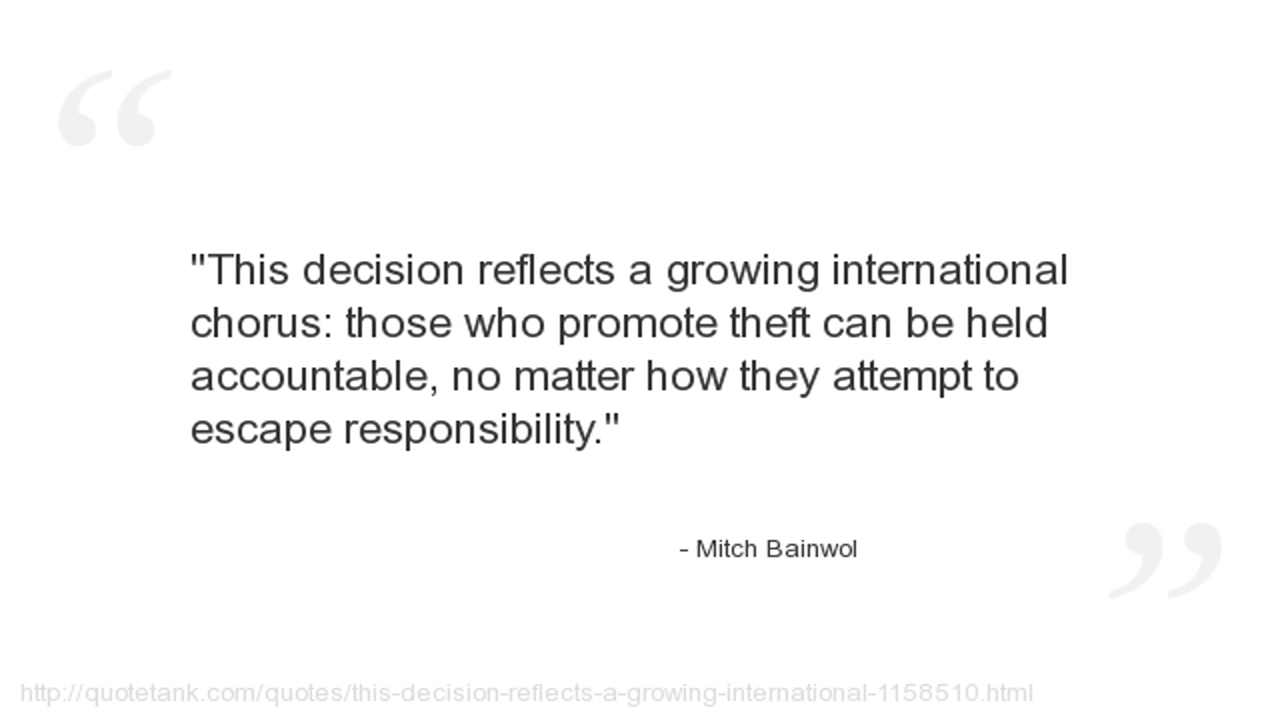 "This decision reflects a growing international
chorus: those who promote theft can be held
accountable, no matter how they attempt to
escape responsibility."
- Mitch Bainwol
http://quotetank.com/quotes/this-decision-reflects-a-growing-international-1158510.html